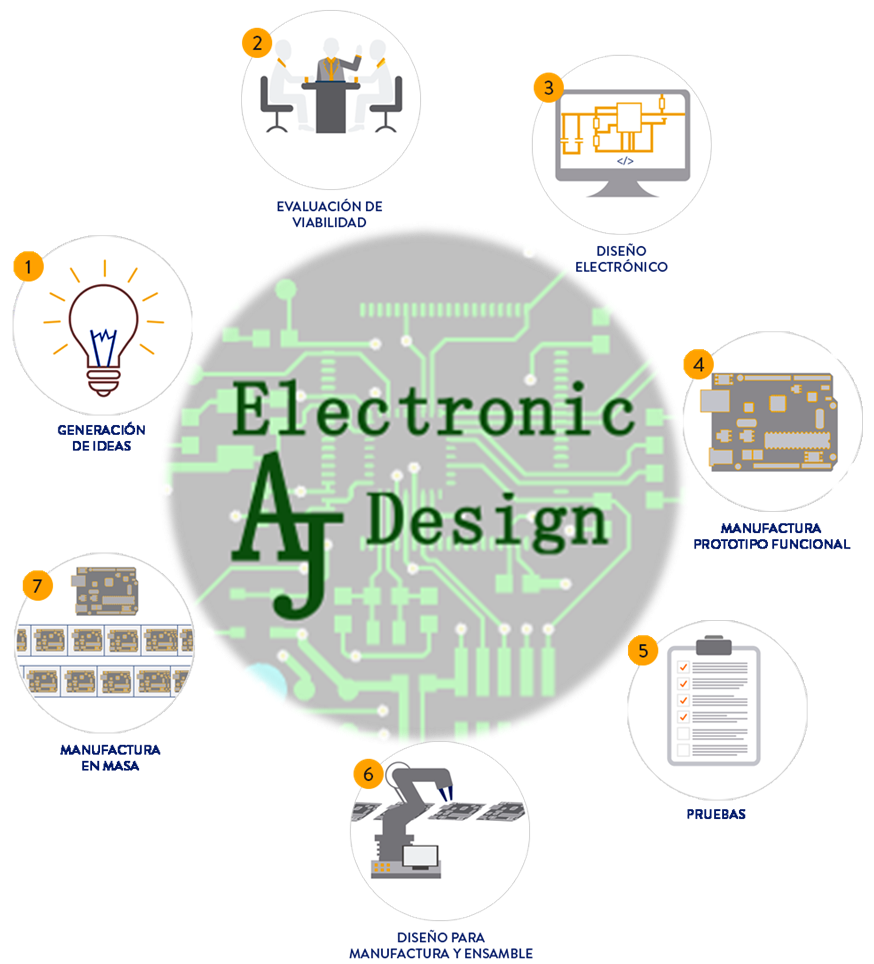 1
GENERACIÓN
DE IDEAS
2
EVALUACIÓN DE
VIABILIDAD
3
</>
DISEÑO
ELECTRÓNICO
4
MANUFACTURA
PROTOTIPO FUNCIONAL
5
PRUEBAS
6
DISEÑO PARA
MANUFACTURA Y ENSAMBLE
7
MANUFACTURA
EN MASA
Electronic
AJ Design